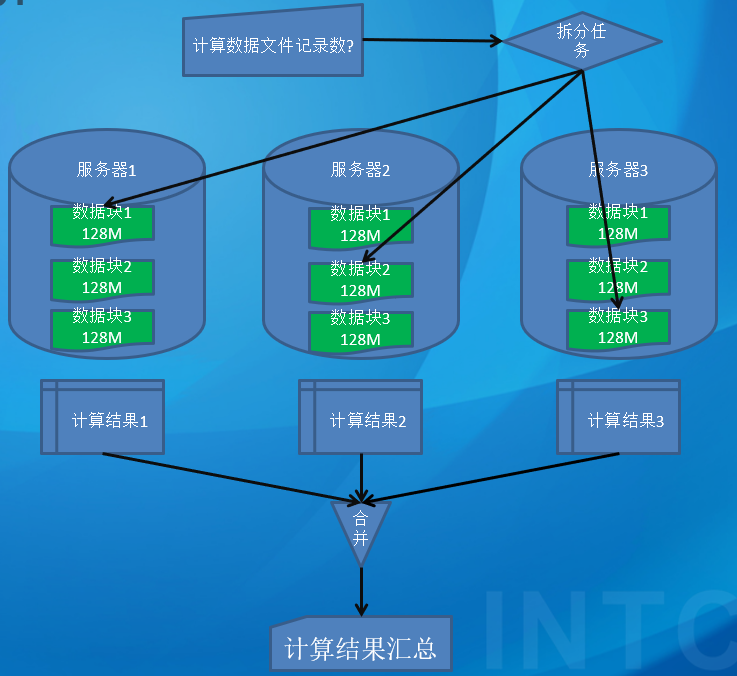 计算数据文件记录数?
拆分任
务
服务器1
服务器2
服务器3
数据块1
128M
数据块1
128M
数据块1
128M
数据块2
128M
数据块2
128M
数据块2
128M
数据块3
128M
数据块3
128M
数据块3
128M
计算结果1
计算结果2
计算结果3
合
并
计算结果汇总
INTC